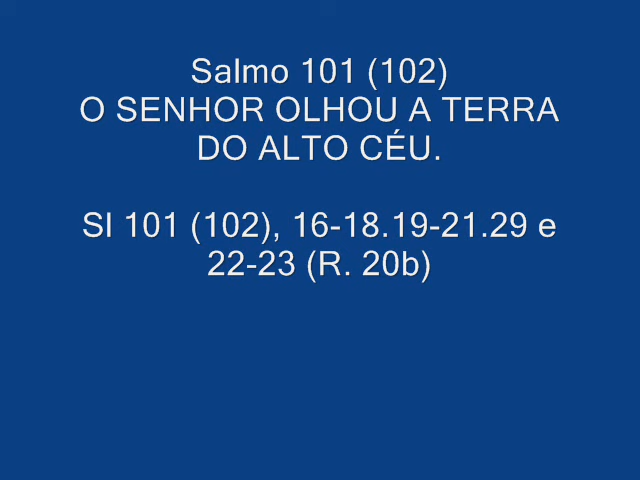 Salmo 101 (102)
O SENHOR OLHOU A TERRA
DO ALTO CÉU.
Sl 101 (102), 16-18.19-21.29 e
22-23 (R. 20b)